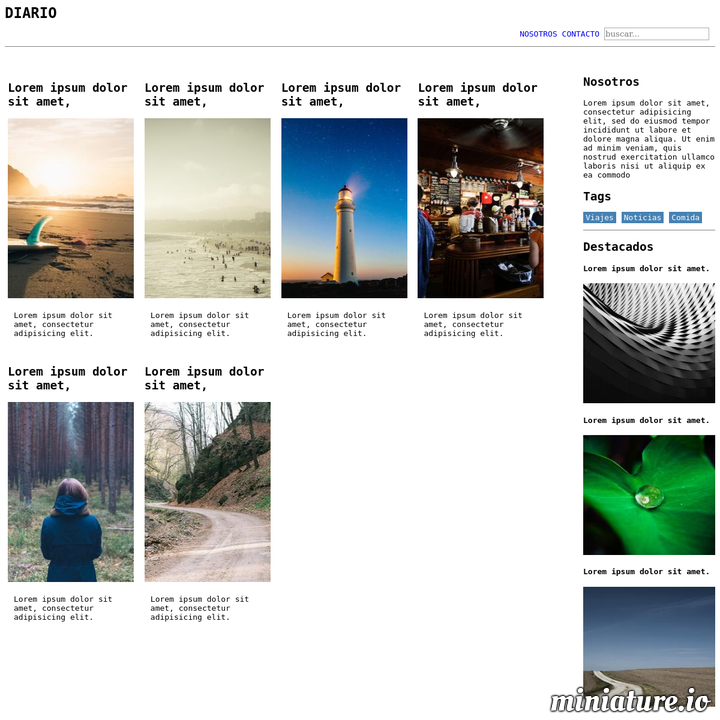 DIARIO
NOSOTROS CONTACTO buscar...
Lorem ipsum dolor
sit amet,
Lorem ipsum dolor sit
amet, consectetur
adipisicing elit.
Lorem ipsum dolor
sit amet,
Lorem ipsum dolor sit
amet, consectetur
adipisicing elit.
Lorem ipsum dolor
sit amet,
Lorem ipsum dolor sit
amet, consectetur
adipisicing elit.
Lorem ipsum dolor
sit amet,
Lorem ipsum dolor sit
amet, consectetur
adipisicing elit.
Lorem ipsum dolor
sit amet,
Lorem ipsum dolor sit
amet, consectetur
adipisicing elit.
Lorem ipsum dolor
sit amet,
Lorem ipsum dolor sit
amet, consectetur
adipisicing elit.
Nosotros
Lorem ipsum dolor sit amet,
consectetur adipisicing
elit, sed do eiusmod tempor
incididunt ut labore et
dolore magna aliqua. Ut enim
ad minim veniam, quis
nostrud exercitation ullamco
laboris nisi ut aliquip ex
ea commodo
Tags
Viajes Noticias Comida
Destacados
Lorem ipsum dolor sit amet.
Lorem ipsum dolor sit amet.
Lorem ipsum dolor sit amet.
miniature.io